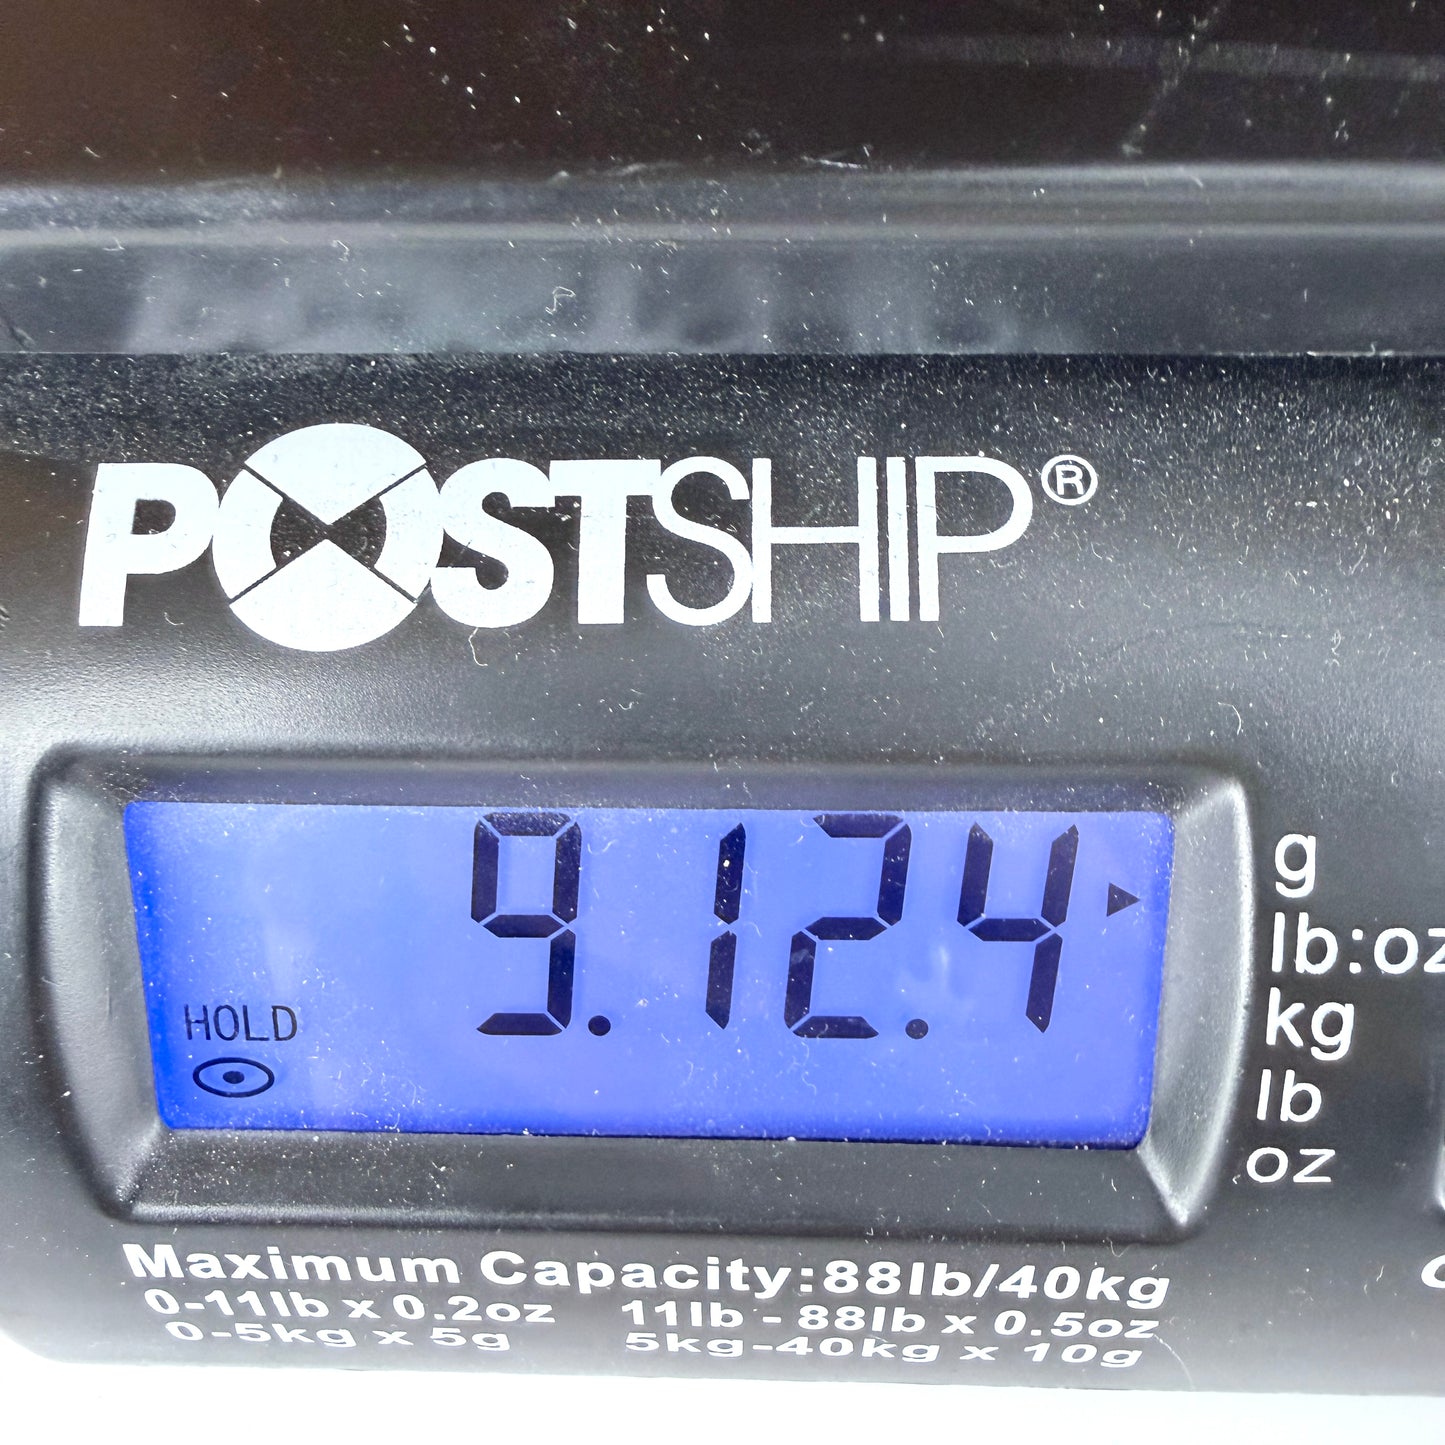 POSTSHIP®
9.12.4
HOLD
g
lb:oz
kg
lb
oz
Maximum Capacity:88lb/40kg
0-11lb x 0.2oz 11lb - 88lb x 0.5oz
0-5kg x 5g 5kg-40kg x 10g